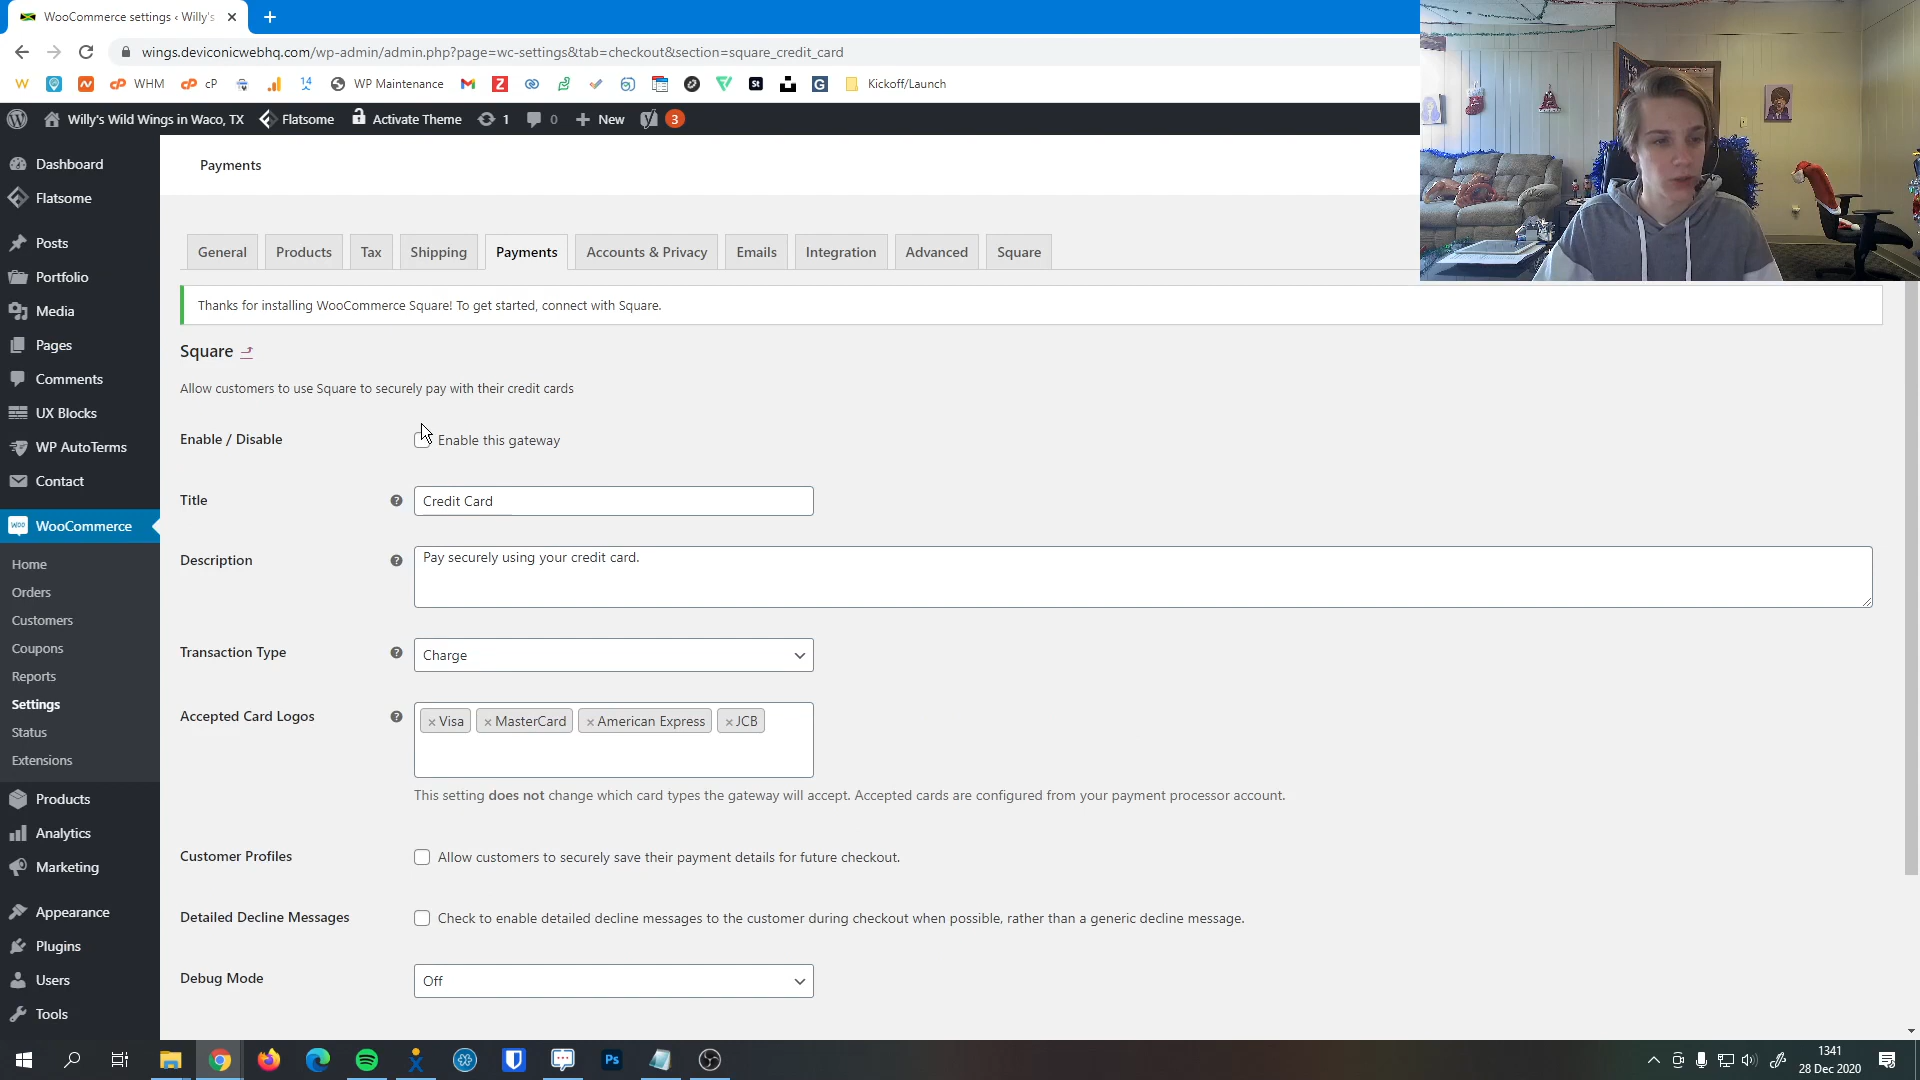 WooCommerce settings ‹ Willy's
wings.deviconicwebhq.com/wp-admin/admin.php?page=wc-settings&tab=checkout&section=square_credit_card
WHM cP WP Maintenance Kickoff/Launch
Willy's Wild Wings in Waco, TX Flatsome Activate Theme 1 0 New 3
Dashboard
Flatsome
Posts
Portfolio
Media
Pages
Comments
UX Blocks
WP AutoTerms
Contact
WooCommerce
Home
Orders
Customers
Coupons
Reports
Settings
Status
Extensions
Products
Analytics
Marketing
Appearance
Plugins
Users
Tools
Payments
General Products Tax Shipping Payments Accounts & Privacy Emails Integration Advanced Square
Thanks for installing WooCommerce Square! To get started, connect with Square.
Square
Allow customers to use Square to securely pay with their credit cards
Enable / Disable Enable this gateway
Title Credit Card
Description Pay securely using your credit card.
Transaction Type Charge
Accepted Card Logos × Visa × MasterCard × American Express × JCB
This setting does not change which card types the gateway will accept. Accepted cards are configured from your payment processor account.
Customer Profiles Allow customers to securely save their payment details for future checkout.
Detailed Decline Messages Check to enable detailed decline messages to the customer during checkout when possible, rather than a generic decline message.
Debug Mode Off
1341
28 Dec 2020